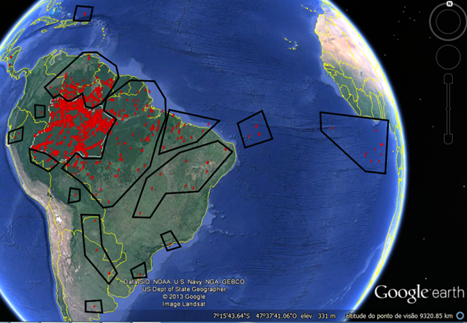 N
Data SIO, NOAA, U.S. Navy, NGA, GEBCO
US Dept of State Geographer
© 2013 Google
Image Landsat
Google earth
7°15'43.64"S 47°37'41.06"O elev 331 m altitude do ponto de visão 9320.85 km